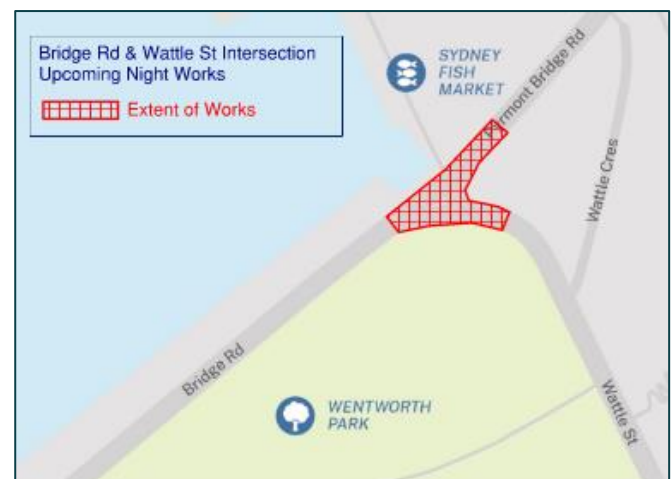 Bridge Rd & Wattle St Intersection
Upcoming Night Works
Extent of Works
SYDNEY
FISH
MARKET
Bridge Rd
Wattle Cres
Bridge Rd
WENTWORTH
PARK
Wattle St